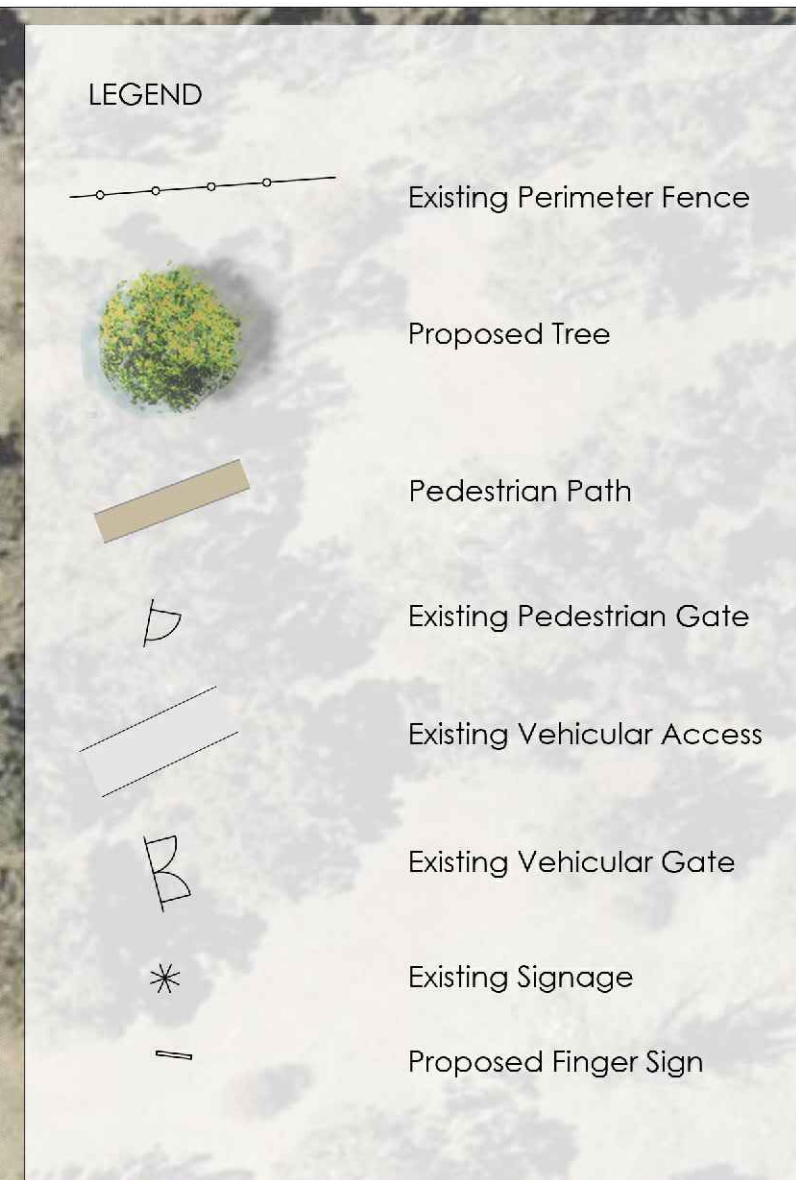 LEGEND
Existing Perimeter Fence
Proposed Tree
Pedestrian Path
Existing Pedestrian Gate
Existing Vehicular Access
Existing Vehicular Gate
Existing Signage
Proposed Finger Sign